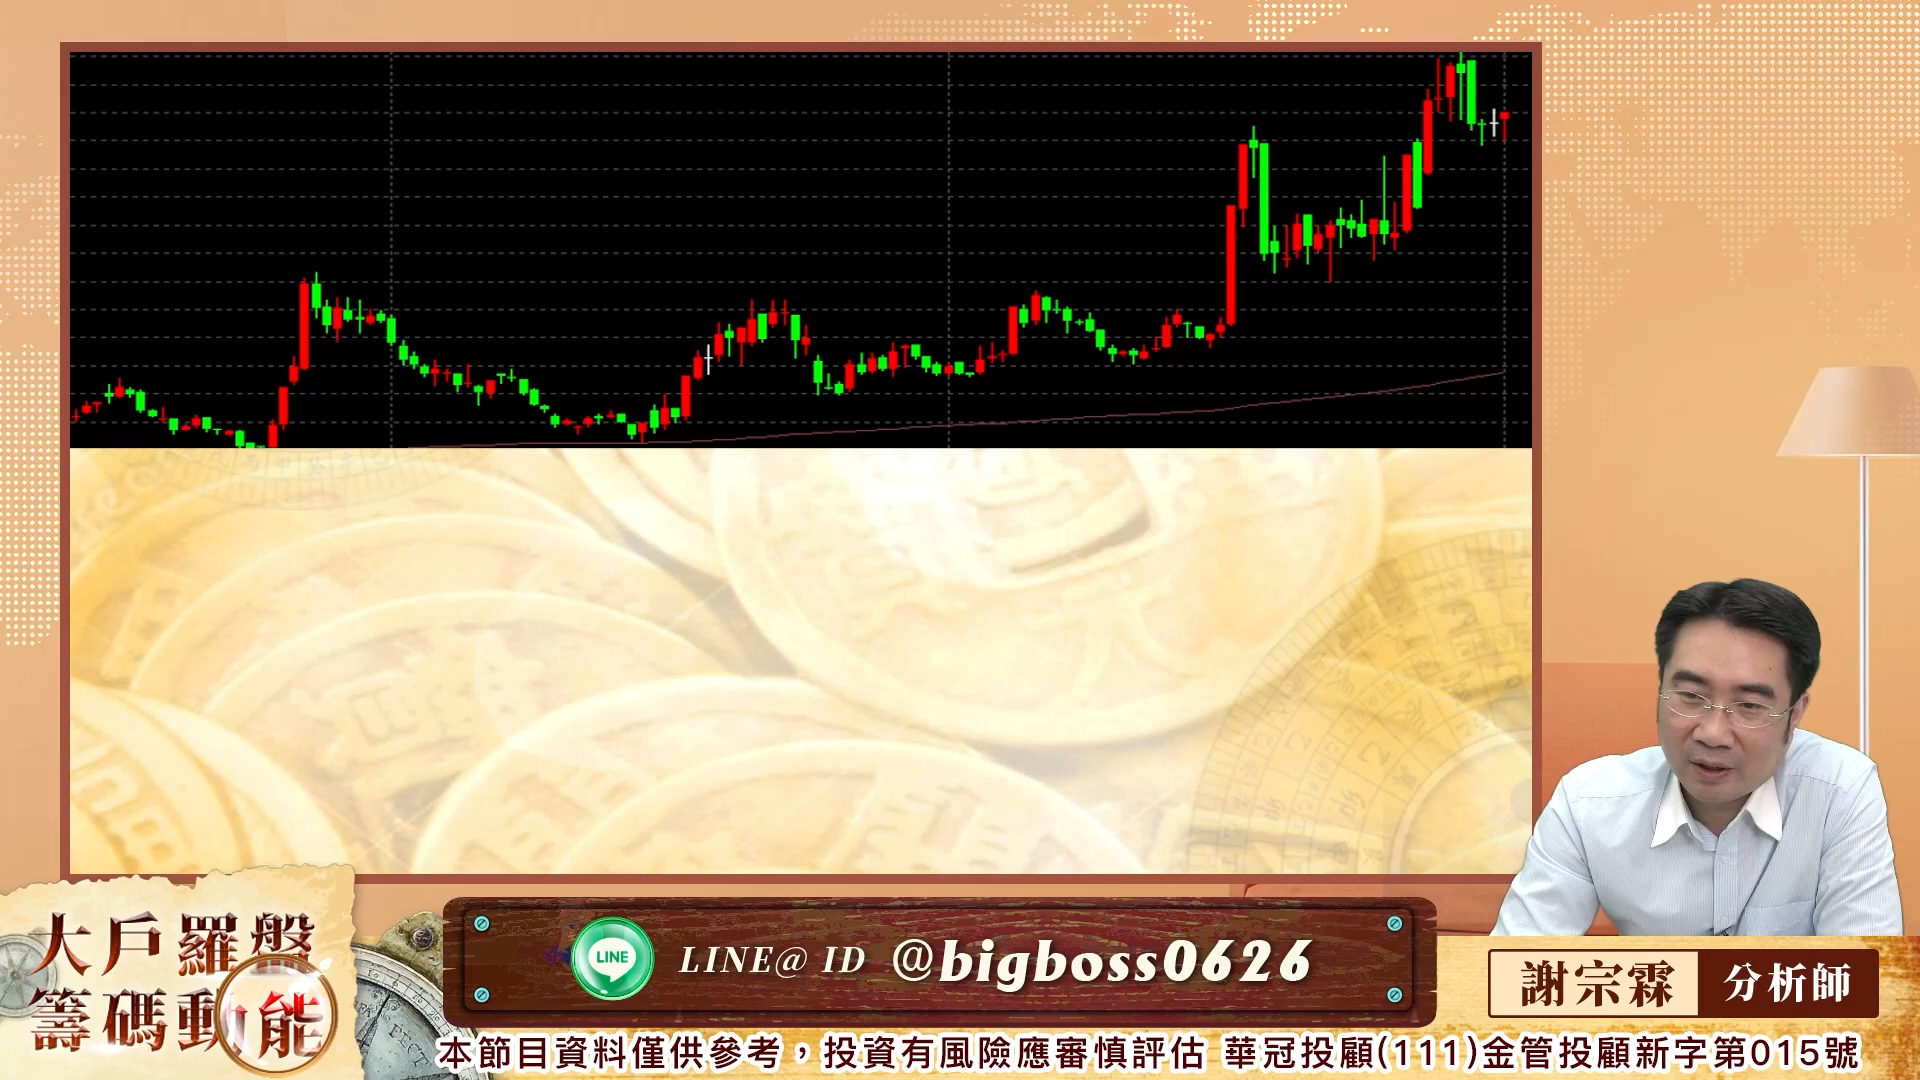 大戶羅盤
籌碼動能
LINE
LINE@ ID @bigboss0626
謝宗霖 分析師
本節目資料僅供參考，投資有風險應審慎評估 華冠投顧(111)金管投顧新字第015號